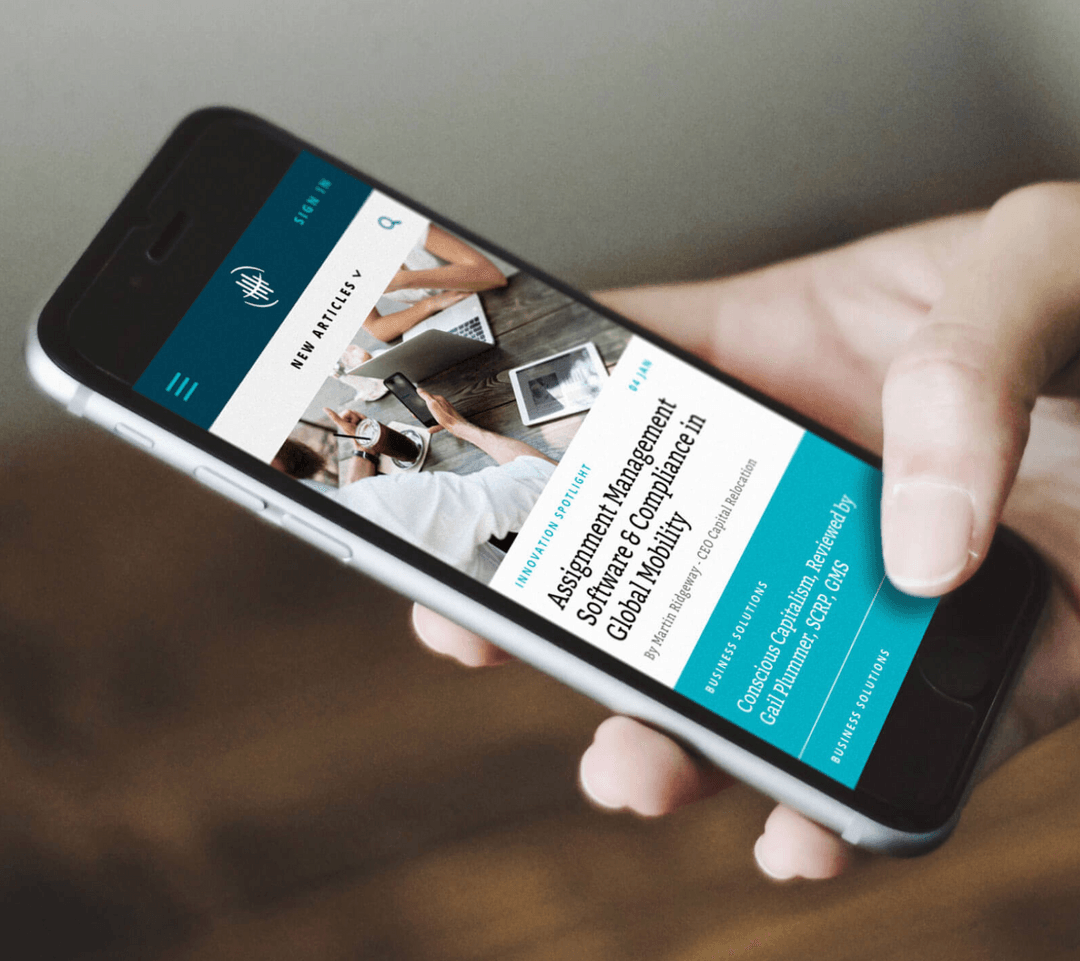 SIGN IN
NEW ARTICLES
INNOVATION SPOTLIGHT
04 JAN
Assignment Management
Software & Compliance in
Global Mobility
By Martin Ridgeway - CEO Capital Relocation
BUSINESS SOLUTIONS
Conscious Capitalism, Reviewed by
Gail Plummer, SCRP, GMS
BUSINESS SOLUTIONS